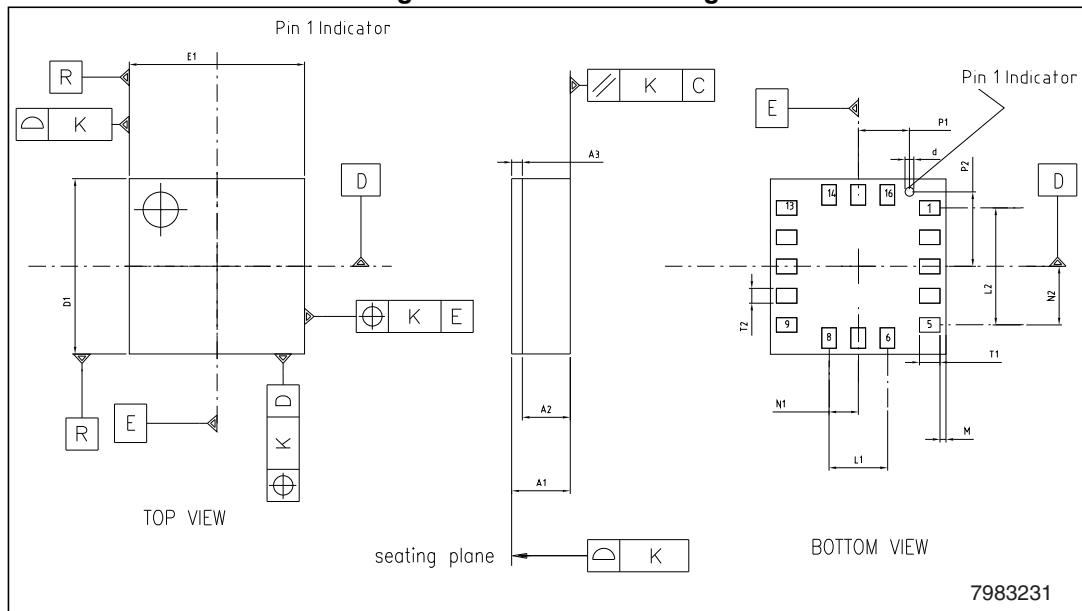 Pin 1 Indicator
E1
R
K
D1
D
K E
R
E
K D
TOP VIEW
K C
A3
A2
A1
seating plane
K
Pin 1 Indicator
E
P1
d
P2
D
14 16
13 1
L2
N2
T2
9 5
8 6
T1
N1
M
L1
BOTTOM VIEW
7983231